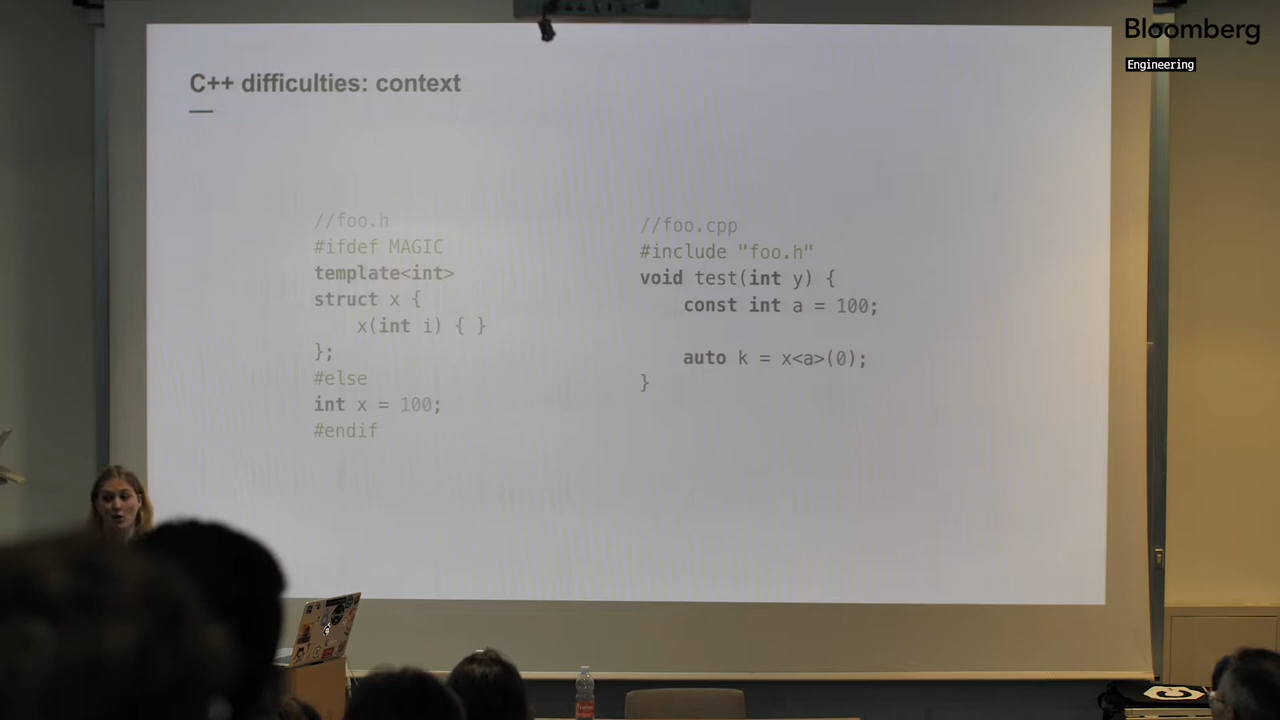 Bloomberg
Engineering
C++ difficulties: context
//foo.h
#ifdef MAGIC
template<int>
struct x {
    x(int i) { }
};
#else
int x = 100;
#endif
//foo.cpp
#include "foo.h"
void test(int y) {
    const int a = 100;
    auto k = x<a>(0);
}